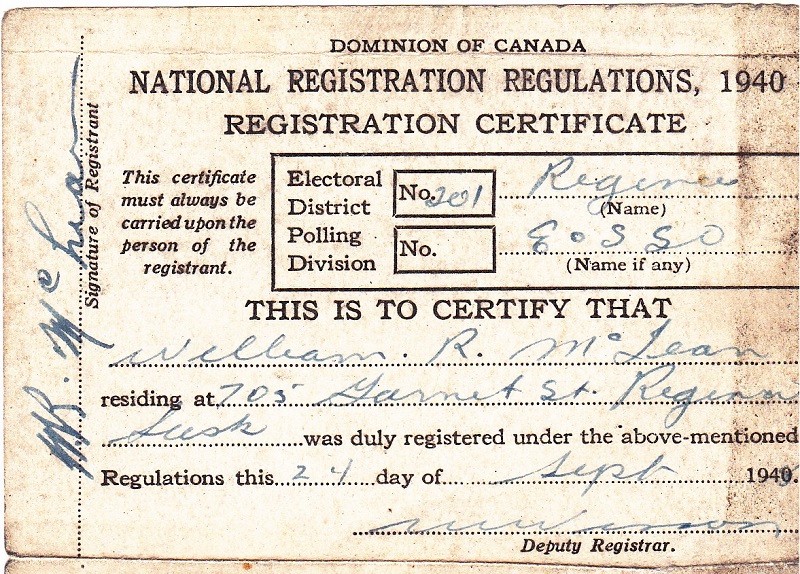 DOMINION OF CANADA
NATIONAL REGISTRATION REGULATIONS, 1940
REGISTRATION CERTIFICATE
This certificate must always be carried upon the person of the registrant.
Electoral District No. 201 Regina
(Name)
Polling Division No.
(Name if any)
THIS IS TO CERTIFY THAT
William. R. McLean
residing at 705 Garnet St. Regina
Sask was duly registered under the above-mentioned
Regulations this 24 day of Sept 1940.
Deputy Registrar.
WR. McLean
Signature of Registrant